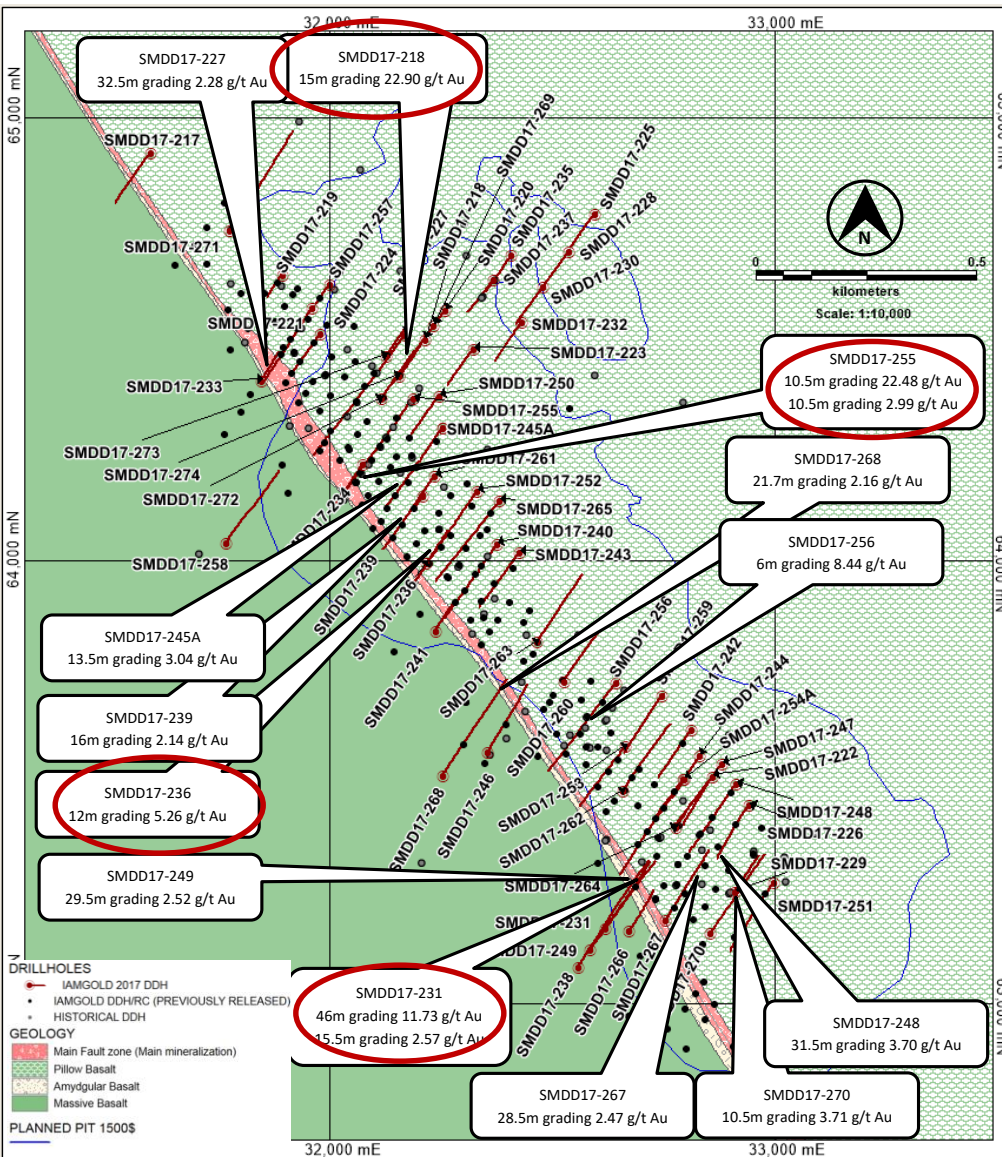 32,000 mE
33,000 mE
SMDD17-227
32.5m grading 2.28 g/t Au
SMDD17-218
15m grading 22.90 g/t Au
65,000 mN
SMDD17-217
SMDD17-269
SMDD17-225
SMDD17-235
SMDD17-220
SMDD17-218
SMDD17-237
SMDD17-228
SMDD17-219
SMDD17-257
SMDD17-224
SMDD17-230
SMDD17-271
SMDD17-232
SMDD17-223
SMDD17-233
N
0
0.5
kilometers
Scale: 1:10,000
SMDD17-255
10.5m grading 22.48 g/t Au
10.5m grading 2.99 g/t Au
SMDD17-250
SMDD17-255
SMDD17-245A
SMDD17-273
SMDD17-274
SMDD17-272
SMDD17-252
SMDD17-265
SMDD17-240
SMDD17-243
SMDD17-268
21.7m grading 2.16 g/t Au
SMDD17-256
6m grading 8.44 g/t Au
64,000 mN
SMDD17-258
SMDD17-239
SMDD17-236
SMDD17-241
SMDD17-263
SMDD17-256
SMDD17-242
SMDD17-244
SMDD17-254A
SMDD17-247
SMDD17-222
SMDD17-248
SMDD17-226
SMDD17-229
SMDD17-251
SMDD17-245A
13.5m grading 3.04 g/t Au
SMDD17-239
16m grading 2.14 g/t Au
SMDD17-236
12m grading 5.26 g/t Au
SMDD17-249
29.5m grading 2.52 g/t Au
SMDD17-260
SMDD17-253
SMDD17-262
SMDD17-246
SMDD17-268
SMDD17-264
SMDD17-231
SMDD17-238
SMDD17-266
SMDD17-267
SMDD17-231
46m grading 11.73 g/t Au
15.5m grading 2.57 g/t Au
SMDD17-248
31.5m grading 3.70 g/t Au
SMDD17-267
28.5m grading 2.47 g/t Au
SMDD17-270
10.5m grading 3.71 g/t Au
DRILLHOLES
IAMGOLD 2017 DDH
IAMGOLD DDH/RC (PREVIOUSLY RELEASED)
HISTORICAL DDH
GEOLOGY
Main Fault zone (Main mineralization)
Pillow Basalt
Amydgular Basalt
Massive Basalt
PLANNED PIT 1500$
32,000 mE
33,000 mE